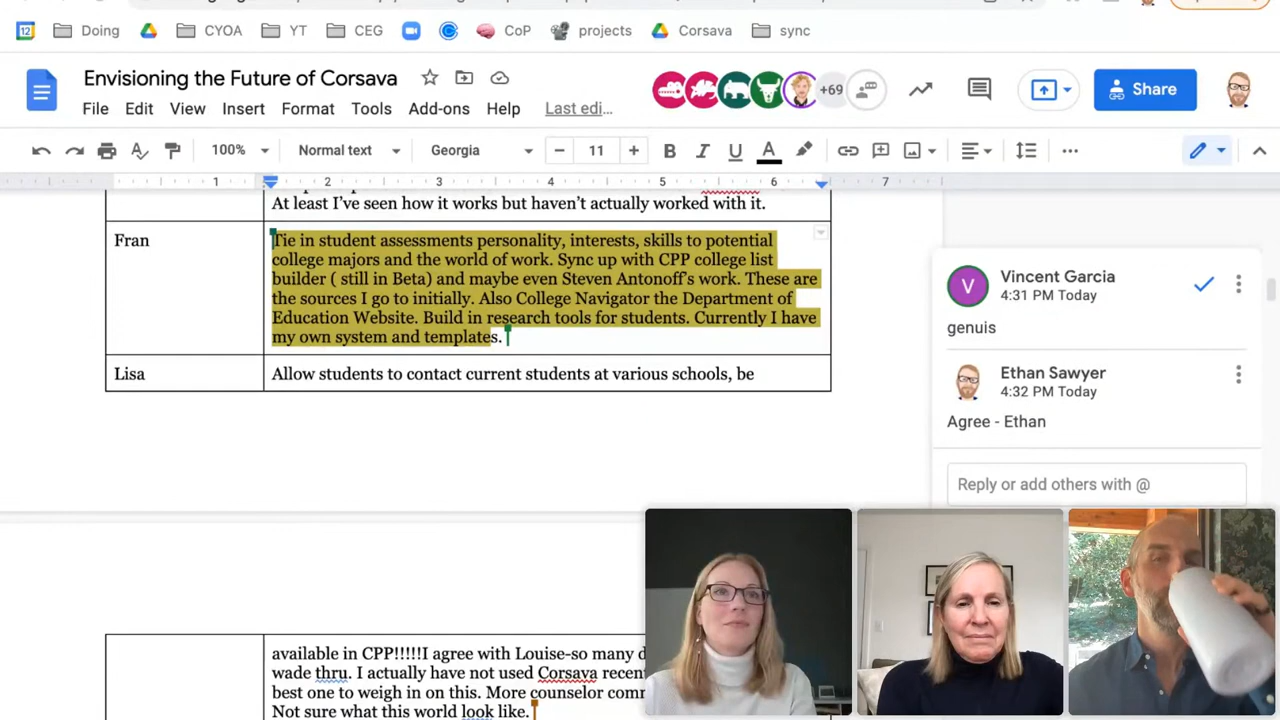 Doing
CYOA
YT
CEG
CoP
projects
Corsava
sync
Envisioning the Future of Corsava
+69
Share
File Edit View Insert Format Tools Add-ons Help Last edi...
100% Normal text Georgia 11 B I U A
1 2 3 4 5 6 7
At least I've seen how it works but haven't actually worked with it.
Fran
Tie in student assessments personality, interests, skills to potential
college majors and the world of work. Sync up with CPP college list
builder ( still in Beta) and maybe even Steven Antonoff's work. These are
the sources I go to initially. Also College Navigator the Department of
Education Website. Build in research tools for students. Currently I have
my own system and templates.
Lisa
Allow students to contact current students at various schools, be
available in CPP!!!!!I agree with Louise-so many d
wade thru. I actually have not used Corsava recen
best one to weigh in on this. More counselor comr
Not sure what this world look like.
V
Vincent Garcia
4:31 PM Today
genuis
Ethan Sawyer
4:32 PM Today
Agree - Ethan
Reply or add others with @